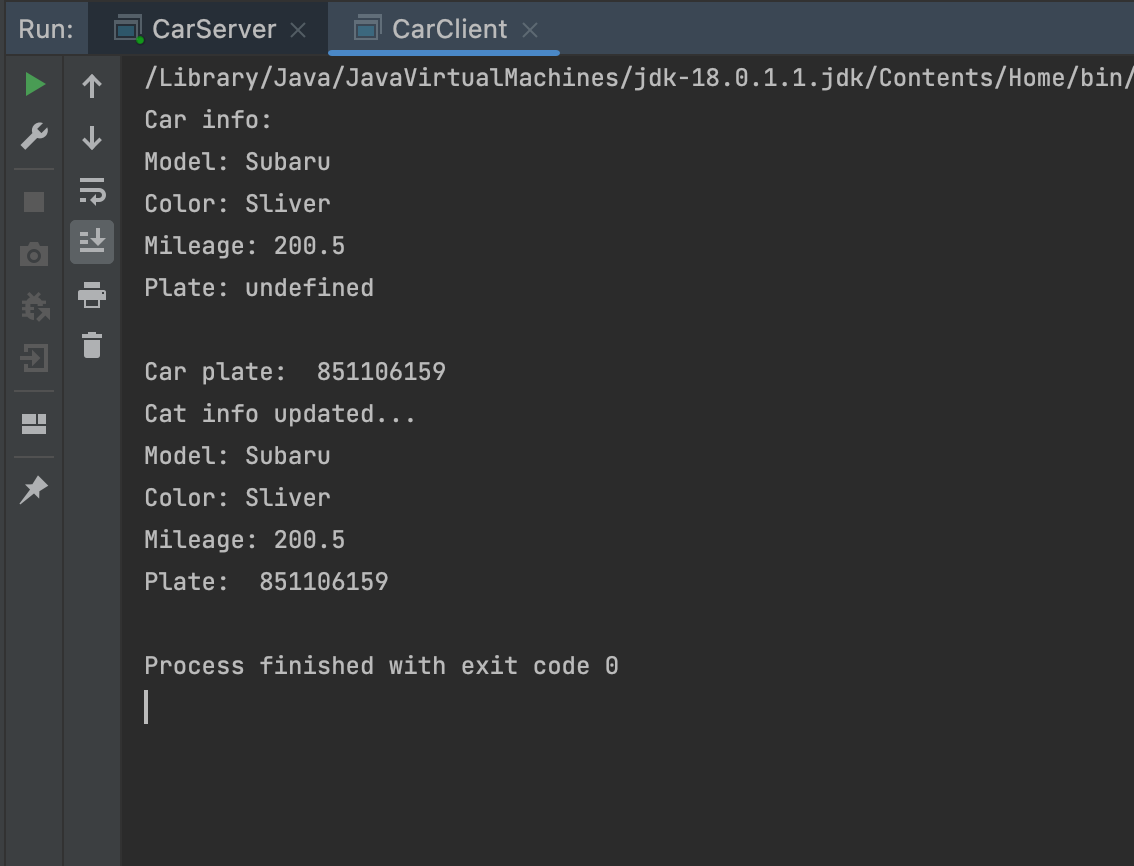 Run: CarServer CarClient
/Library/Java/JavaVirtualMachines/jdk-18.0.1.1.jdk/Contents/Home/bin/
Car info:
Model: Subaru
Color: Sliver
Mileage: 200.5
Plate: undefined
Car plate:  851106159
Cat info updated...
Model: Subaru
Color: Sliver
Mileage: 200.5
Plate:  851106159
Process finished with exit code 0